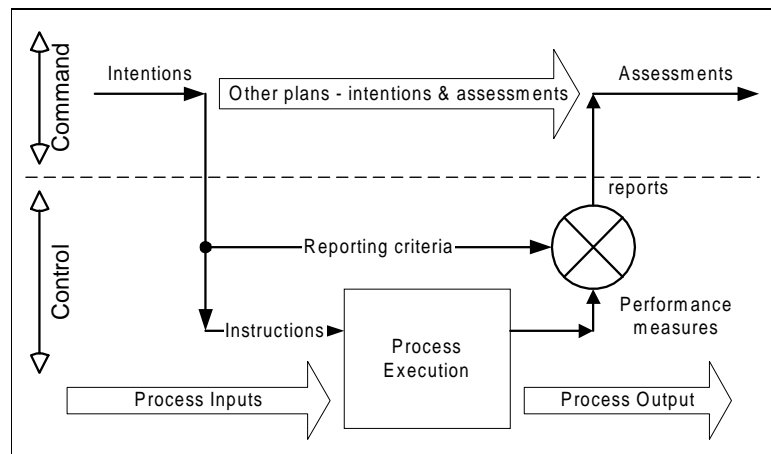 Command
Intentions
Other plans - intentions & assessments
Assessments
reports
Control
Reporting criteria
Instructions
Process
Execution
Performance
measures
Process Inputs
Process Output